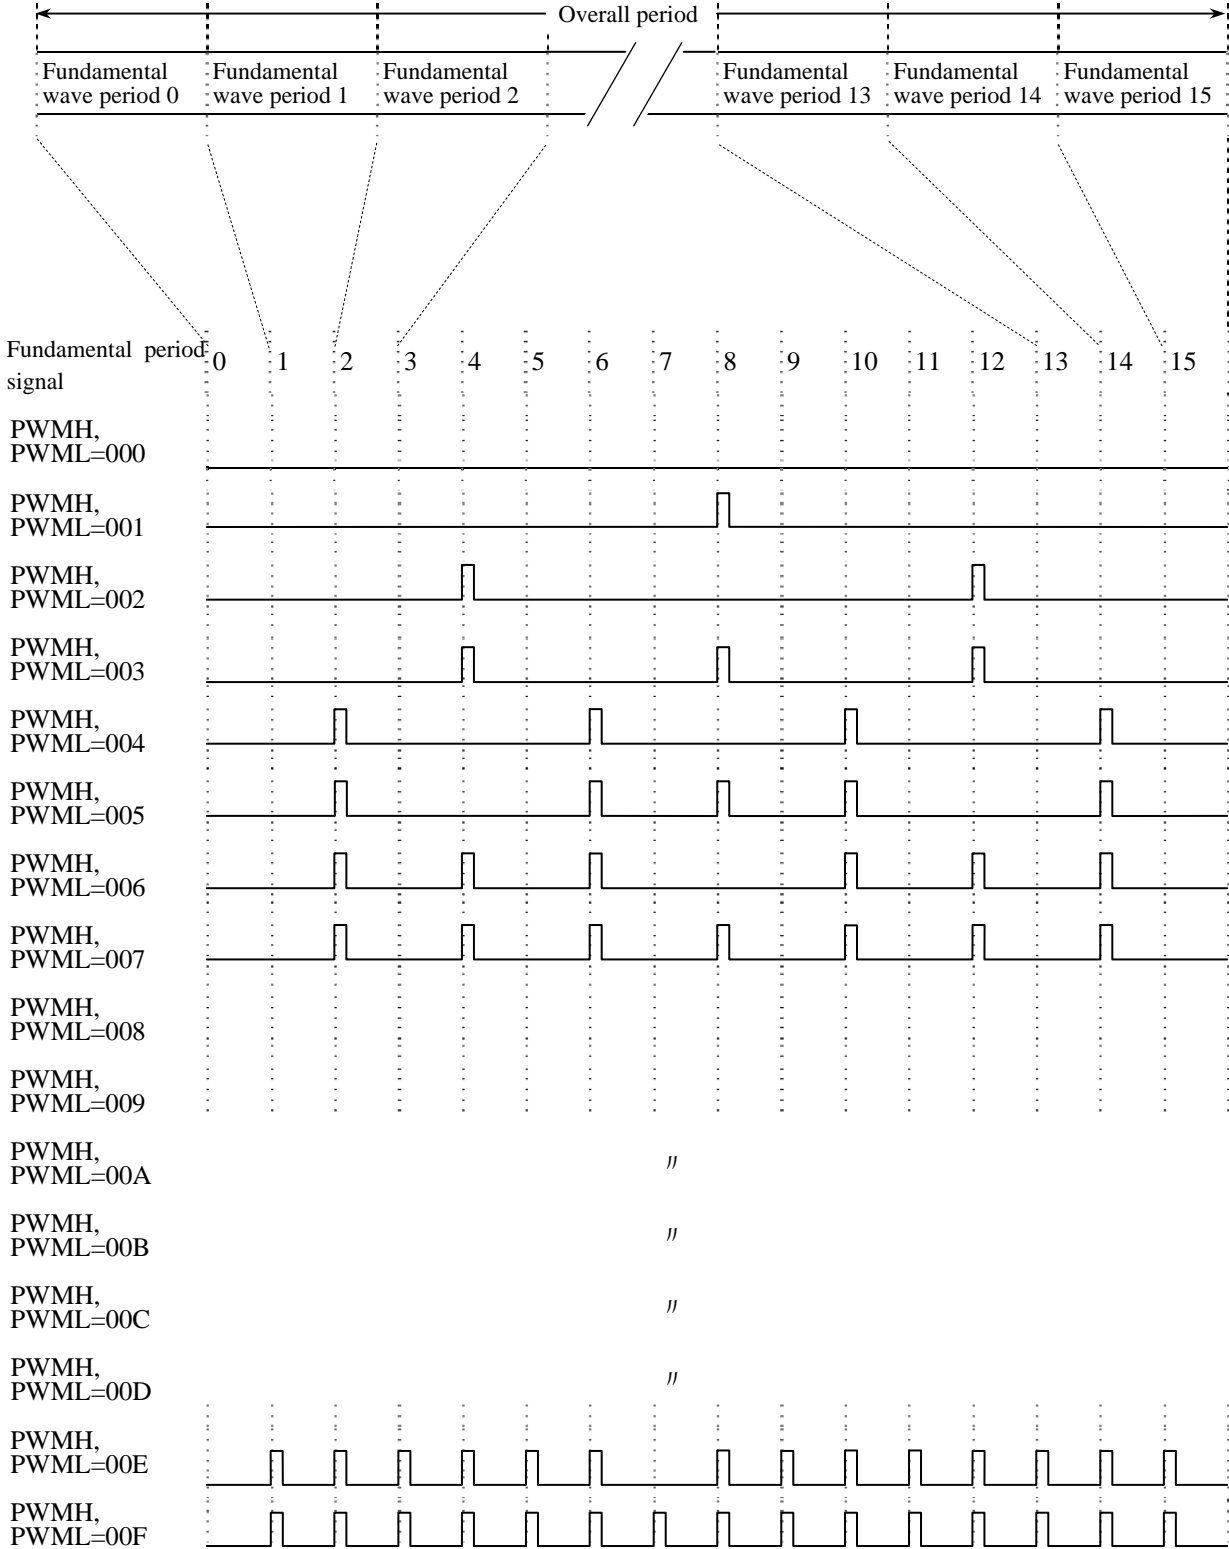 Overall period
Fundamental wave period 0
Fundamental wave period 1
Fundamental wave period 2
Fundamental wave period 13
Fundamental wave period 14
Fundamental wave period 15
Fundamental period signal
0 1 2 3 4 5 6 7 8 9 10 11 12 13 14 15
PWMH,
PWML=000
PWMH,
PWML=001
PWMH,
PWML=002
PWMH,
PWML=003
PWMH,
PWML=004
PWMH,
PWML=005
PWMH,
PWML=006
PWMH,
PWML=007
PWMH,
PWML=008
PWMH,
PWML=009
PWMH,
PWML=00A
〃
PWMH,
PWML=00B
〃
PWMH,
PWML=00C
〃
PWMH,
PWML=00D
〃
PWMH,
PWML=00E
PWMH,
PWML=00F